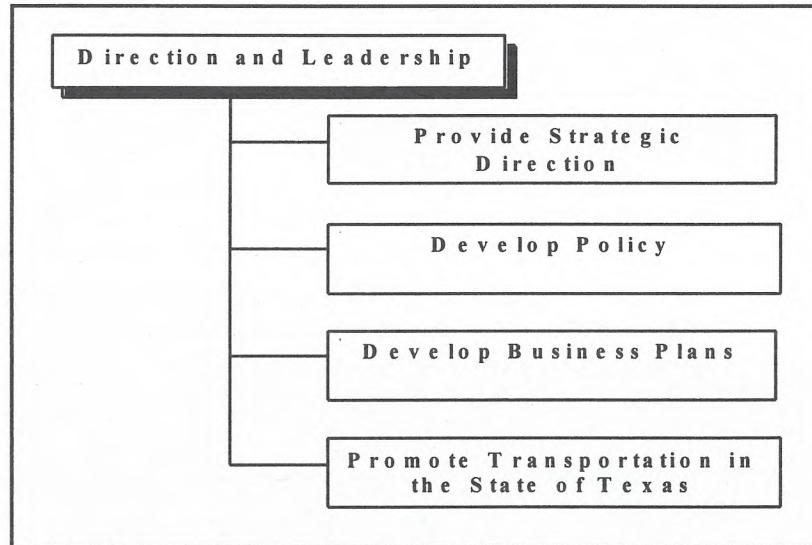 Direction and Leadership
Provide Strategic
Direction
Develop Policy
Develop Business Plans
Promote Transportation in
the State of Texas